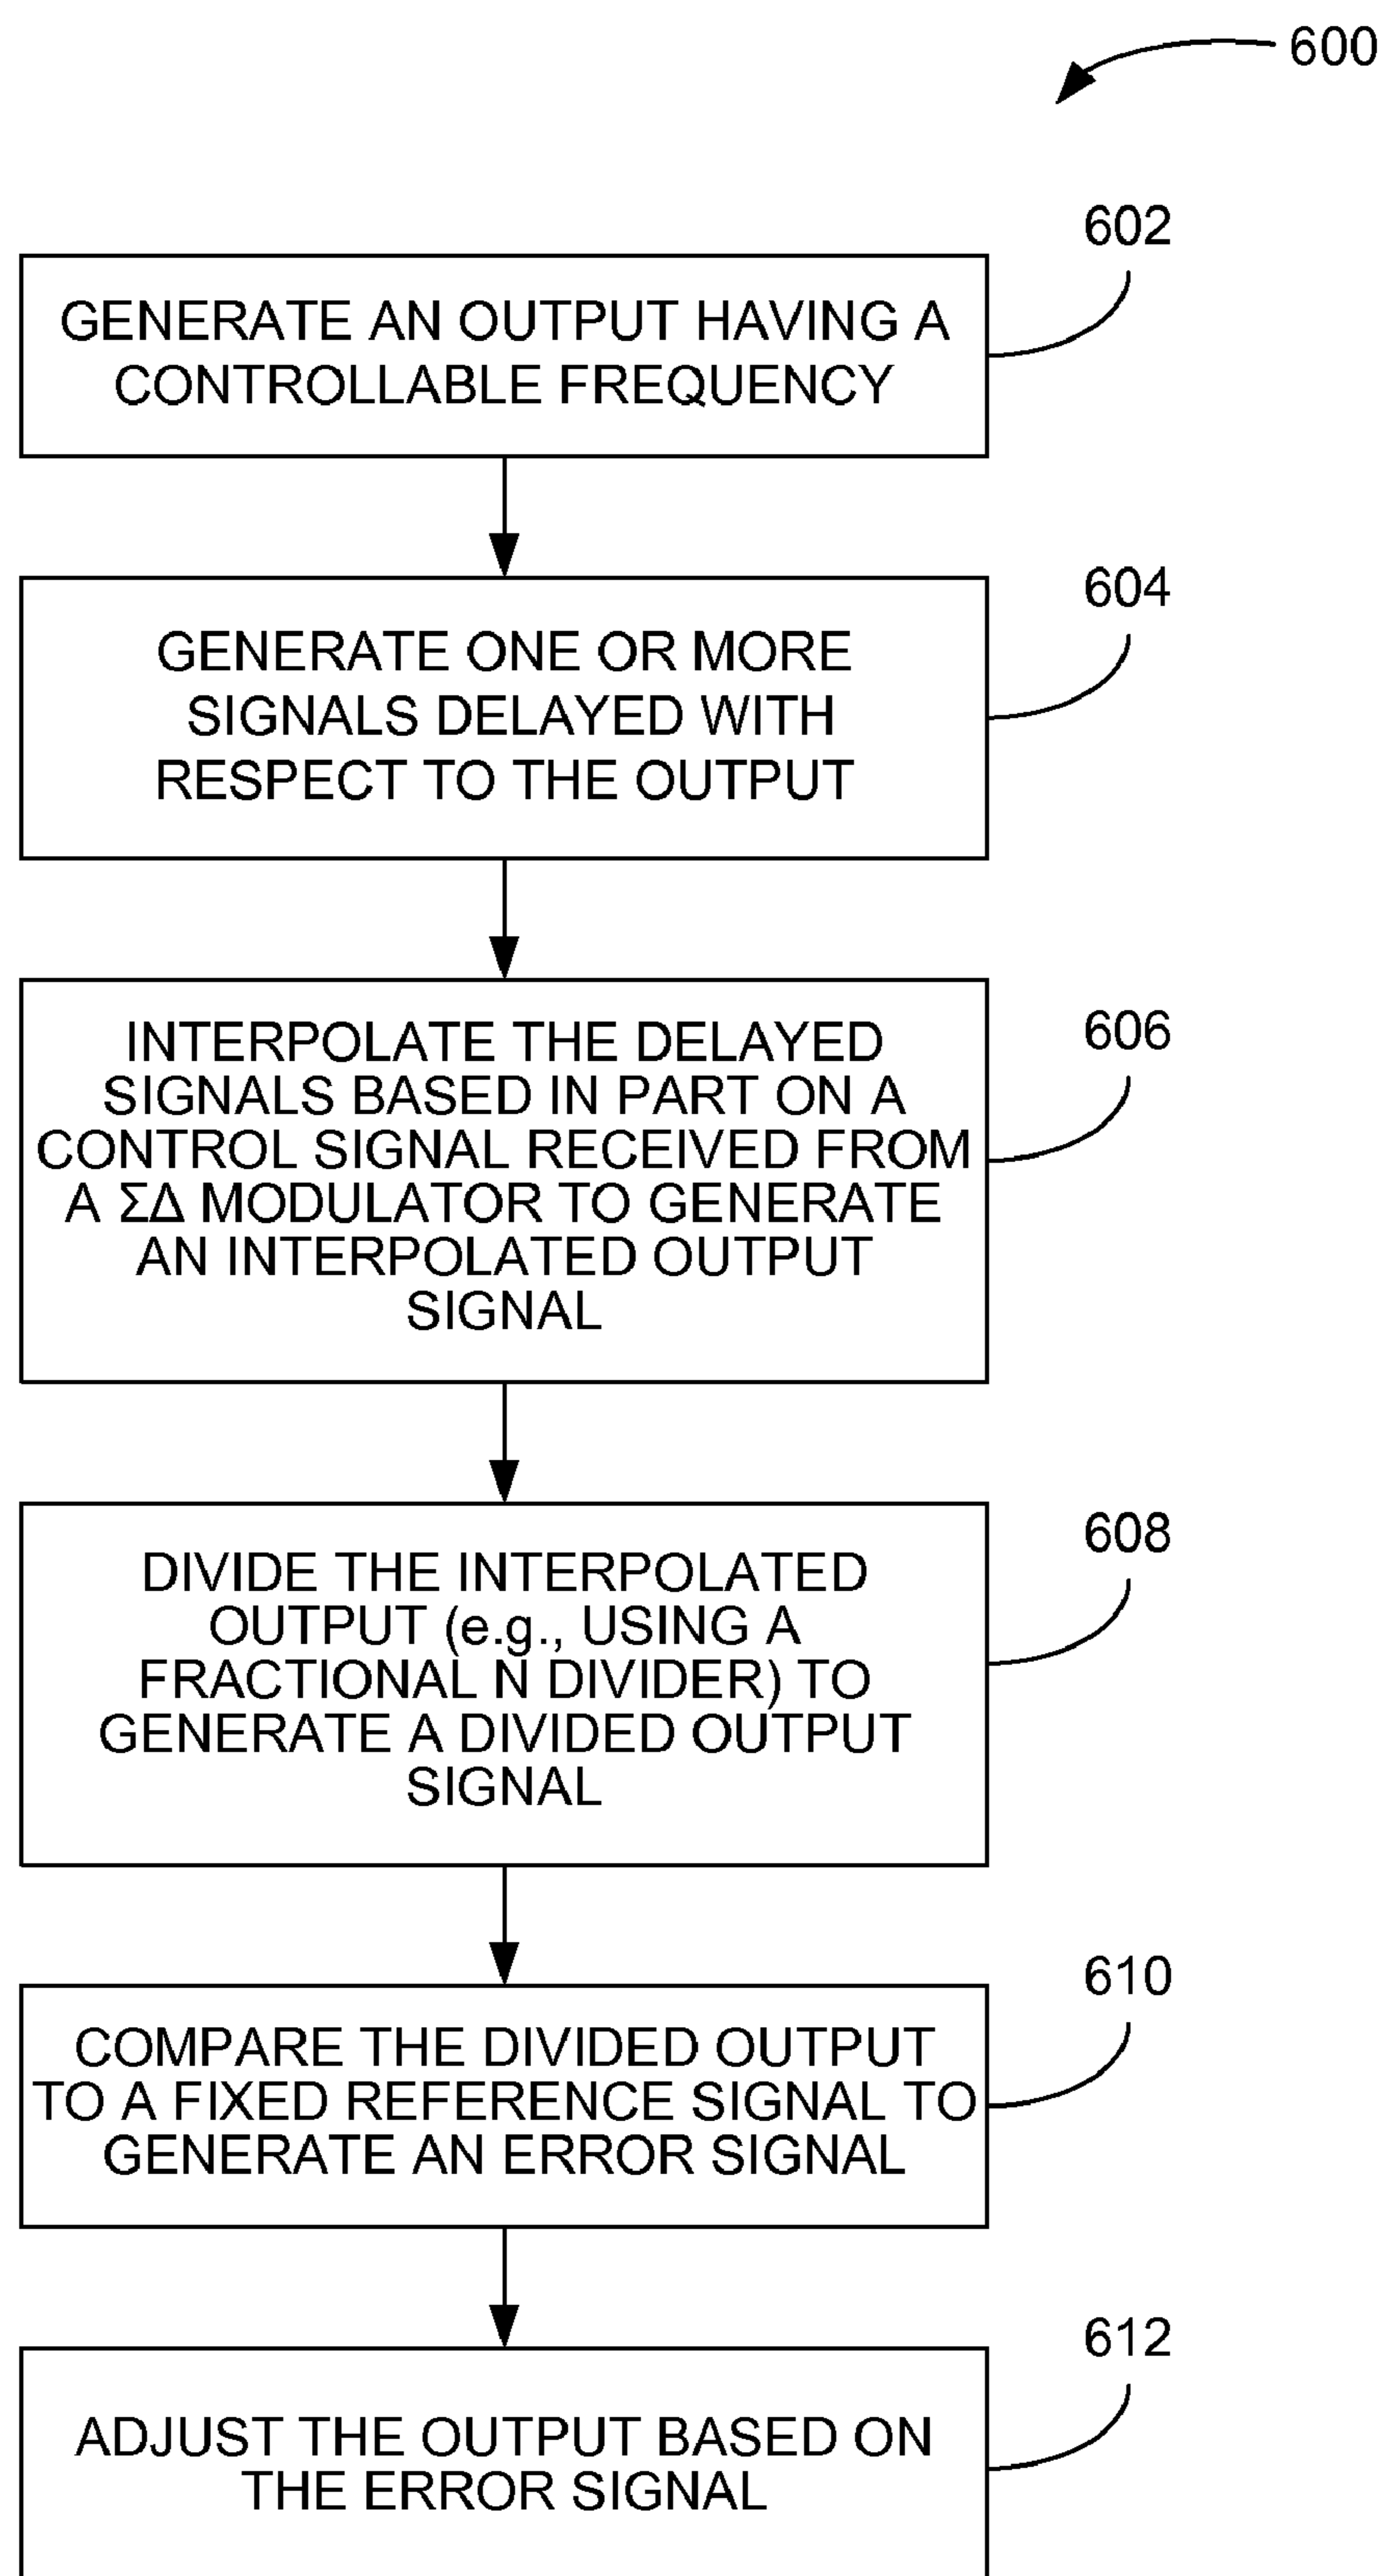 600
602
GENERATE AN OUTPUT HAVING A
CONTROLLABLE FREQUENCY
604
GENERATE ONE OR MORE
SIGNALS DELAYED WITH
RESPECT TO THE OUTPUT
606
INTERPOLATE THE DELAYED
SIGNALS BASED IN PART ON A
CONTROL SIGNAL RECEIVED FROM
A ΣΔ MODULATOR TO GENERATE
AN INTERPOLATED OUTPUT
SIGNAL
608
DIVIDE THE INTERPOLATED
OUTPUT (e.g., USING A
FRACTIONAL N DIVIDER) TO
GENERATE A DIVIDED OUTPUT
SIGNAL
610
COMPARE THE DIVIDED OUTPUT
TO A FIXED REFERENCE SIGNAL TO
GENERATE AN ERROR SIGNAL
612
ADJUST THE OUTPUT BASED ON
THE ERROR SIGNAL